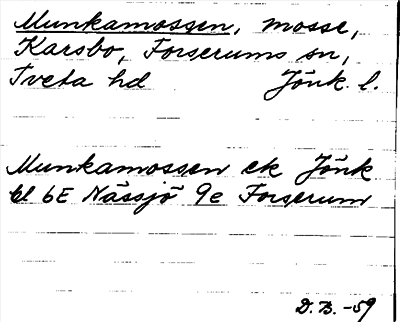 Munkamossen, mosse,
Karsbo, Forserums sn,
Tveta hd Jönk. l.
Munkamossen ek Jönk
bl 6E Nässjö 9e Forserum
D. B. -59